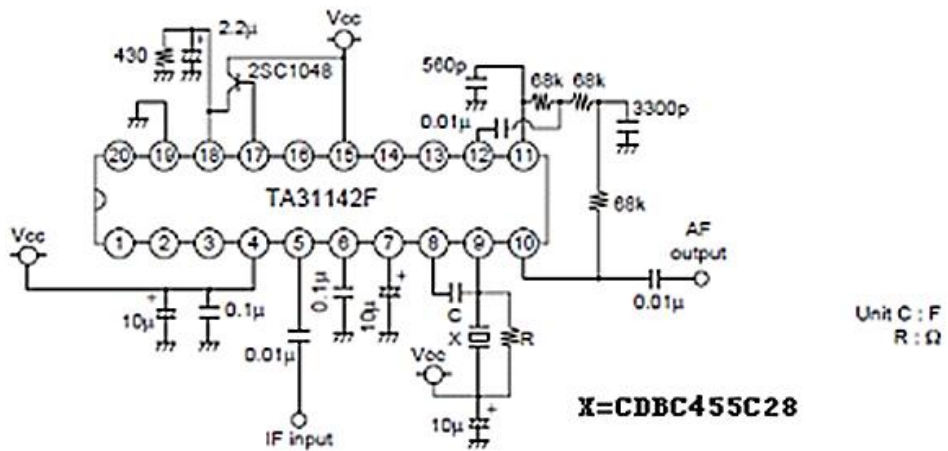 2.2μ
Vcc
430
2SC1048
560p
68k 68k
0.01μ
3300p
20 19 18 17 16 15 14 13 12 11
TA31142F
68k
Vcc
1 2 3 4 5 6 7 8 9 10
AF
output
+
10μ
0.1μ
0.1μ
10μ
+
C
0.01μ
X
R
0.01μ
Vcc
Unit C : F
R : Ω
+
10μ
IF input
X=CDBC455C28